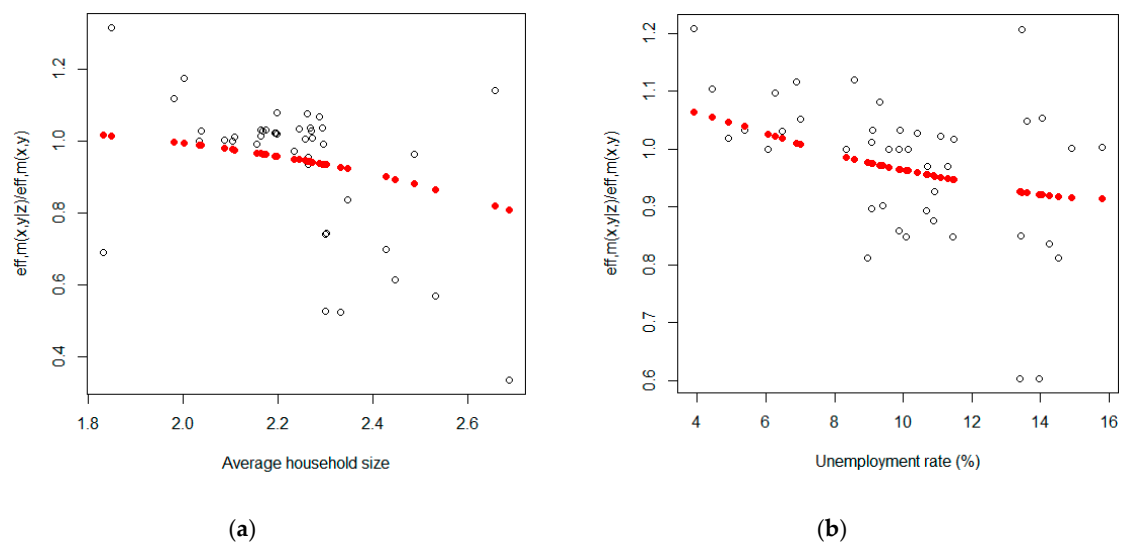 eff,m(x,y|z)/eff,m(x,y)
1.2
1.0
0.8
0.6
0.4
1.8 2.0 2.2 2.4 2.6
Average household size
(a)
eff,m(x,y|z)/eff,m(x,y)
1.2
1.1
1.0
0.9
0.8
0.7
0.6
4 6 8 10 12 14 16
Unemployment rate (%)
(b)